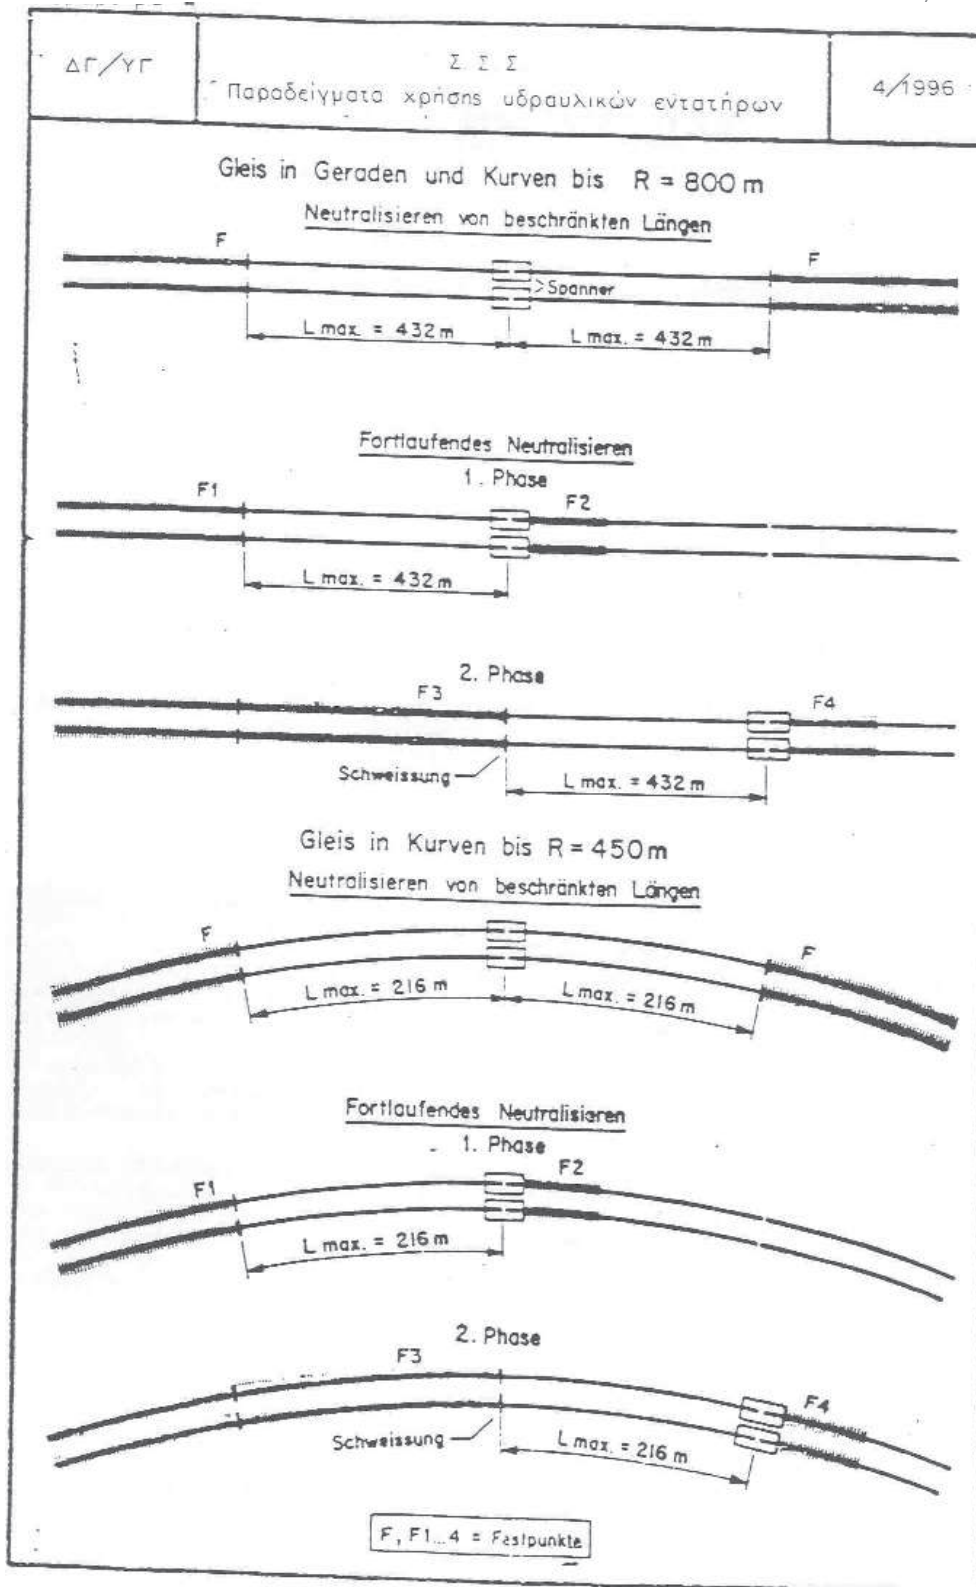 ΔΓ/ΥΓ
Σ Σ Σ
Παραδείγματα χρήσης υδραυλικών εντατήρων
4/1996
Gleis in Geraden und Kurven bis R = 800 m
Neutralisieren von beschränkten Längen
F
F
Spanner
L max. = 432 m
L max. = 432 m
Fortlaufendes Neutralisieren
1. Phase
F1
F2
L max. = 432 m
2. Phase
F3
F4
Schweissung
L max. = 432 m
Gleis in Kurven bis R = 450 m
Neutralisieren von beschränkten Längen
F
F
L max. = 216 m
L max. = 216 m
Fortlaufendes Neutralisieren
1. Phase
F1
F2
L max. = 216 m
2. Phase
F3
F4
Schweissung
L max. = 216 m
F, F1...4 = Festpunkte